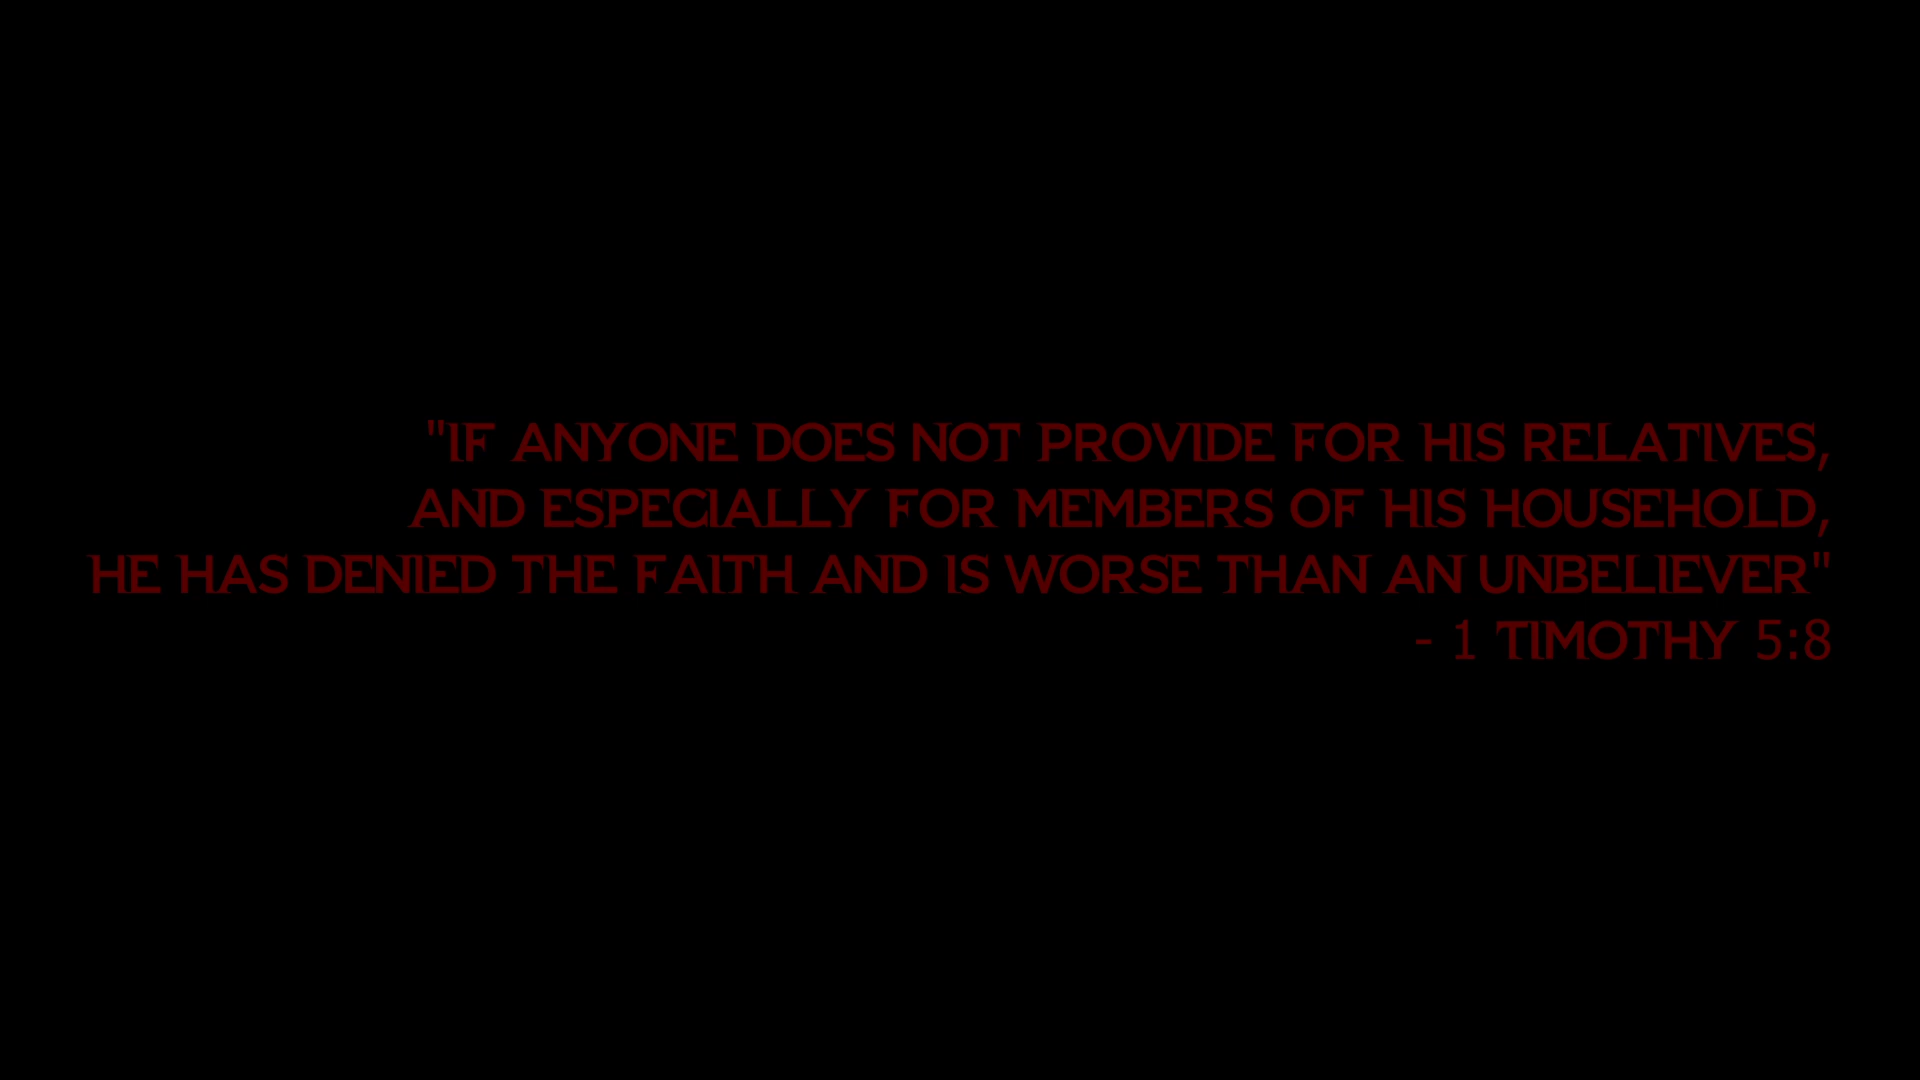 "IF ANYONE DOES NOT PROVIDE FOR HIS RELATIVES,
AND ESPECIALLY FOR MEMBERS OF HIS HOUSEHOLD,
HE HAS DENIED THE FAITH AND IS WORSE THAN AN UNBELIEVER"
- 1 TIMOTHY 5:8